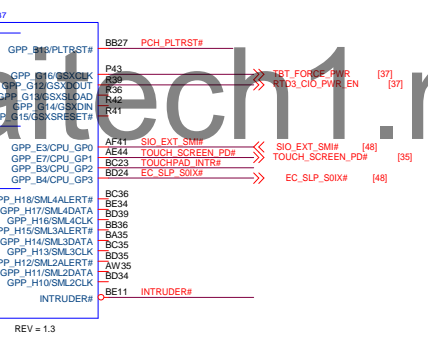 GPP_B13/PLTRST# BB27 PCH_PLTRST#
GPP_G16/GSXCLK P43 TBT_FORCE_PWR [37]
GPP_G12/GSXDOUT R39 RTD3_CIO_PWR_EN [37]
GPP_G13/GSXSLOAD R36
GPP_G14/GSXDIN R42
GPP_G15/GSXSRESET# R41
GPP_E3/CPU_GP0 AF41 SIO_EXT_SMI# SIO_EXT_SMI# [48]
GPP_E7/CPU_GP1 AE44 TOUCH_SCREEN_PD# TOUCH_SCREEN_PD# [35]
GPP_B3/CPU_GP2 BC23 TOUCHPAD_INTR#
GPP_B4/CPU_GP3 BD24 EC_SLP_S0IX# EC_SLP_S0IX# [48]
GPP_H18/SML4ALERT# BC36
GPP_H17/SML4DATA BE34
GPP_H16/SML4CLK BD39
GPP_H15/SML3ALERT# BB36
GPP_H14/SML3DATA BA35
GPP_H13/SML3CLK BC35
GPP_H12/SML2ALERT# BD35
GPP_H11/SML2DATA AW35
GPP_H10/SML2CLK BD34
INTRUDER# BE11 INTRUDER#
REV = 1.3
aitech1.r